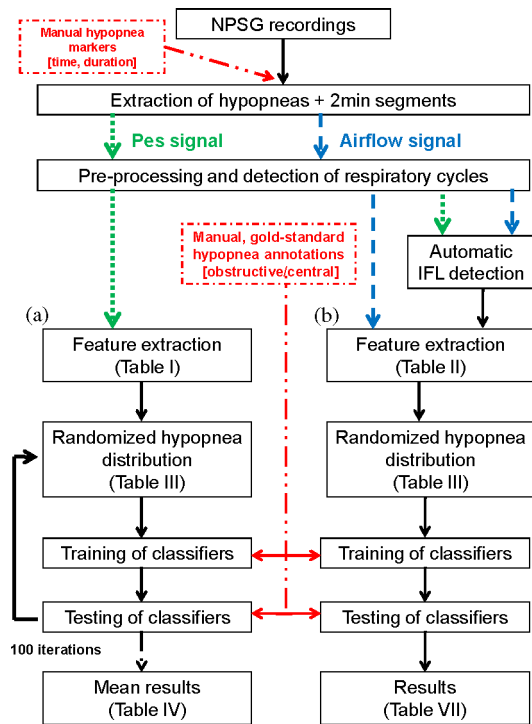 NPSG recordings
Manual hypopnea
markers
[time, duration]
Extraction of hypopneas + 2min segments
Pes signal
Airflow signal
Pre-processing and detection of respiratory cycles
Manual, gold-standard
hypopnea annotations
[obstructive/central]
Automatic
IFL detection
(a)
(b)
Feature extraction
(Table I)
Feature extraction
(Table II)
Randomized hypopnea
distribution
(Table III)
Randomized hypopnea
distribution
(Table III)
Training of classifiers
Training of classifiers
Testing of classifiers
Testing of classifiers
100 iterations
Mean results
(Table IV)
Results
(Table VII)